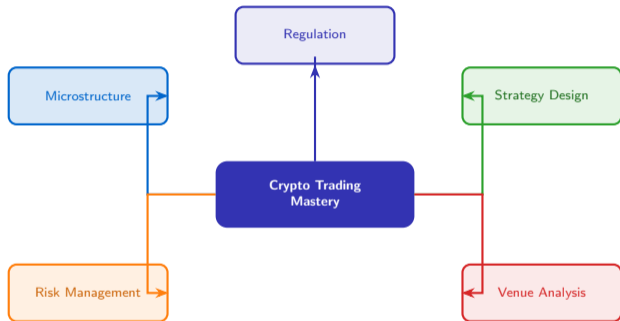 Regulation
Microstructure
Strategy Design
Crypto Trading
Mastery
Risk Management
Venue Analysis